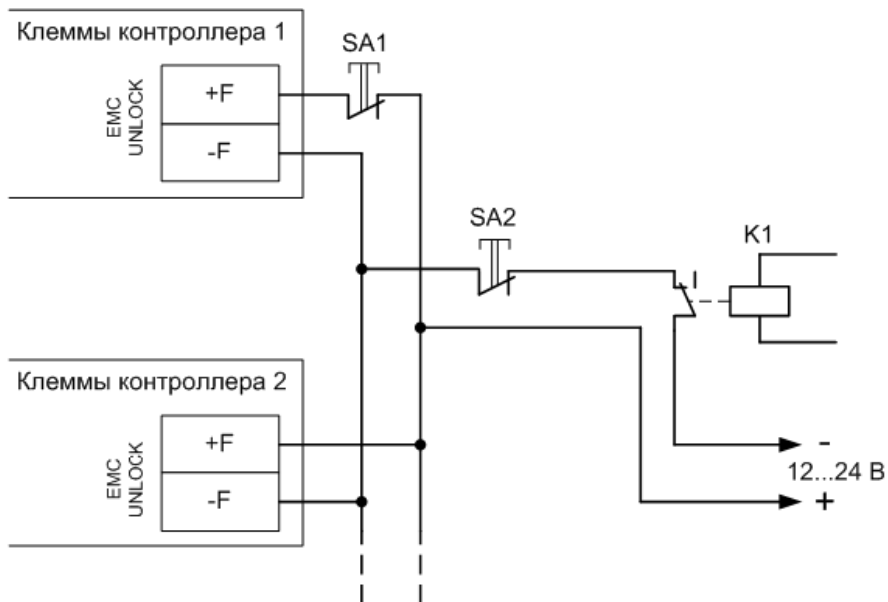 Клеммы контроллера 1
SA1
EMC
UNLOCK
+F
-F
SA2
K1
Клеммы контроллера 2
EMC
UNLOCK
+F
-F
-
12...24 В
+